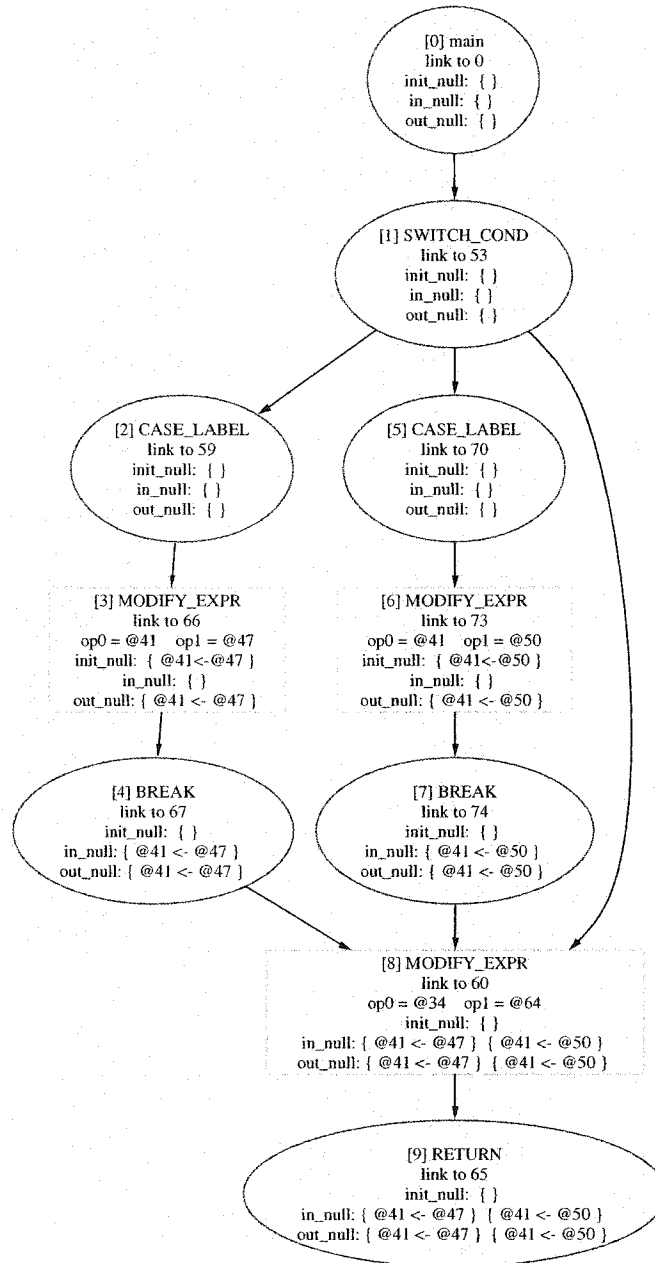 [0] main
link to 0
init_null: { }
in_null: { }
out_null: { }
[1] SWITCH_COND
link to 53
init_null: { }
in_null: { }
out_null: { }
[2] CASE_LABEL
link to 59
init_null: { }
in_null: { }
out_null: { }
[5] CASE_LABEL
link to 70
init_null: { }
in_null: { }
out_null: { }
[3] MODIFY_EXPR
link to 66
op0 = @41 op1 = @47
init_null: { @41<-@47 }
in_null: { }
out_null: { @41 <- @47 }
[6] MODIFY_EXPR
link to 73
op0 = @41 op1 = @50
init_null: { @41<-@50 }
in_null: { }
out_null: { @41 <- @50 }
[4] BREAK
link to 67
init_null: { }
in_null: { @41 <- @47 }
out_null: { @41 <- @47 }
[7] BREAK
link to 74
init_null: { }
in_null: { @41 <- @50 }
out_null: { @41 <- @50 }
[8] MODIFY_EXPR
link to 60
op0 = @34 op1 = @64
init_null: { }
in_null: { @41 <- @47 } { @41 <- @50 }
out_null: { @41 <- @47 } { @41 <- @50 }
[9] RETURN
link to 65
init_null: { }
in_null: { @41 <- @47 } { @41 <- @50 }
out_null: { @41 <- @47 } { @41 <- @50 }